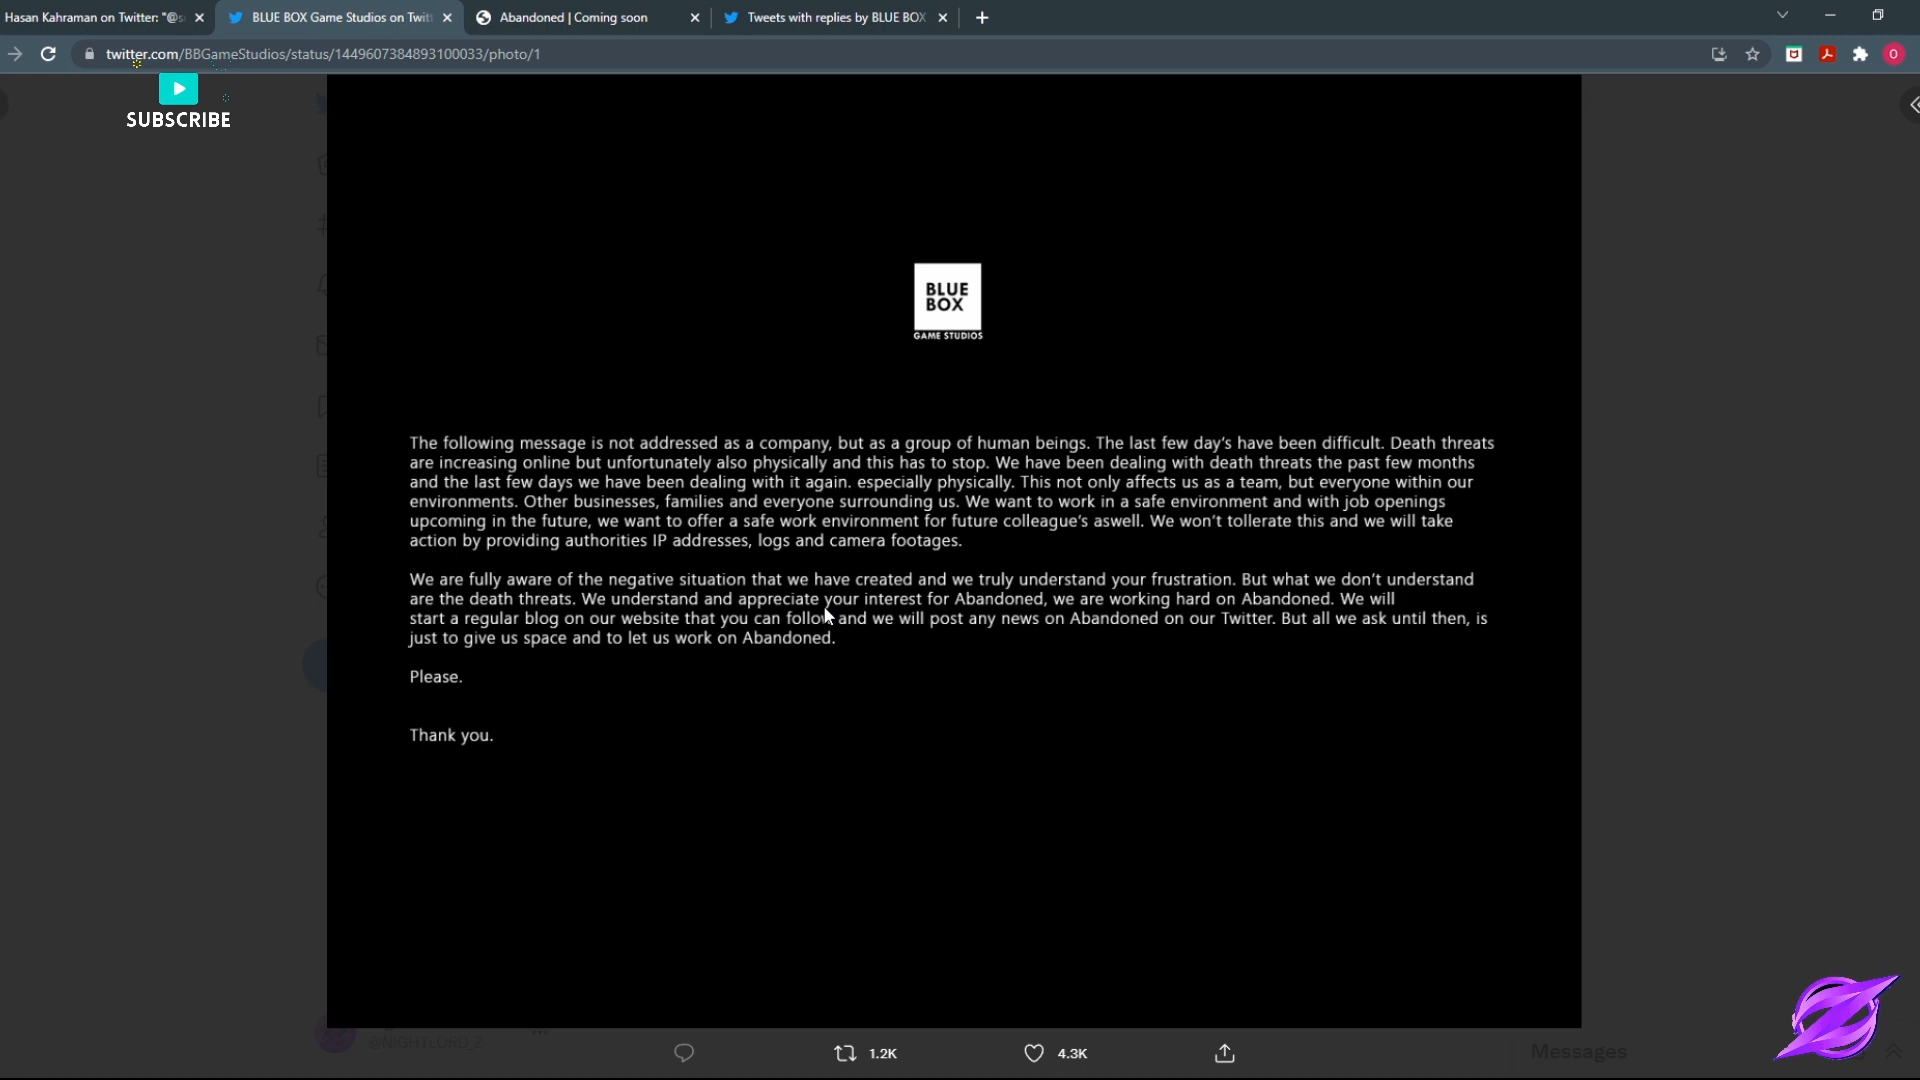 Hasan Kahraman on Twitter: "@s
BLUE BOX Game Studios on Twit
Abandoned | Coming soon
Tweets with replies by BLUE BOX
twitter.com/BBGameStudios/status/1449607384893100033/photo/1
O
SUBSCRIBE
BLUE
BOX
GAME STUDIOS
The following message is not addressed as a company, but as a group of human beings. The last few day's have been difficult. Death threats
are increasing online but unfortunately also physically and this has to stop. We have been dealing with death threats the past few months
and the last few days we have been dealing with it again. especially physically. This not only affects us as a team, but everyone within our
environments. Other businesses, families and everyone surrounding us. We want to work in a safe environment and with job openings
upcoming in the future, we want to offer a safe work environment for future colleague's aswell. We won't tollerate this and we will take
action by providing authorities IP addresses, logs and camera footages.
We are fully aware of the negative situation that we have created and we truly understand your frustration. But what we don't understand
are the death threats. We understand and appreciate your interest for Abandoned, we are working hard on Abandoned. We will
start a regular blog on our website that you can follow and we will post any news on Abandoned on our Twitter. But all we ask until then, is
just to give us space and to let us work on Abandoned.
Please.
Thank you.
@NIGHTLORD_Z
1.2K
4.3K
Messages